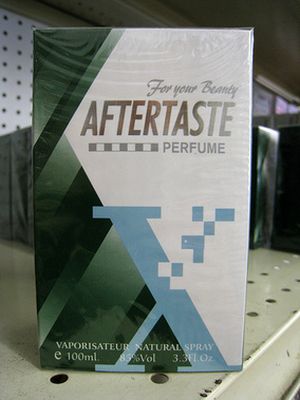 For your Beauty
AFTERTASTE
PERFUME
VAPORISATEUR NATURAL SPRAY
e 100ml. 85%Vol 3.3Fl.Oz